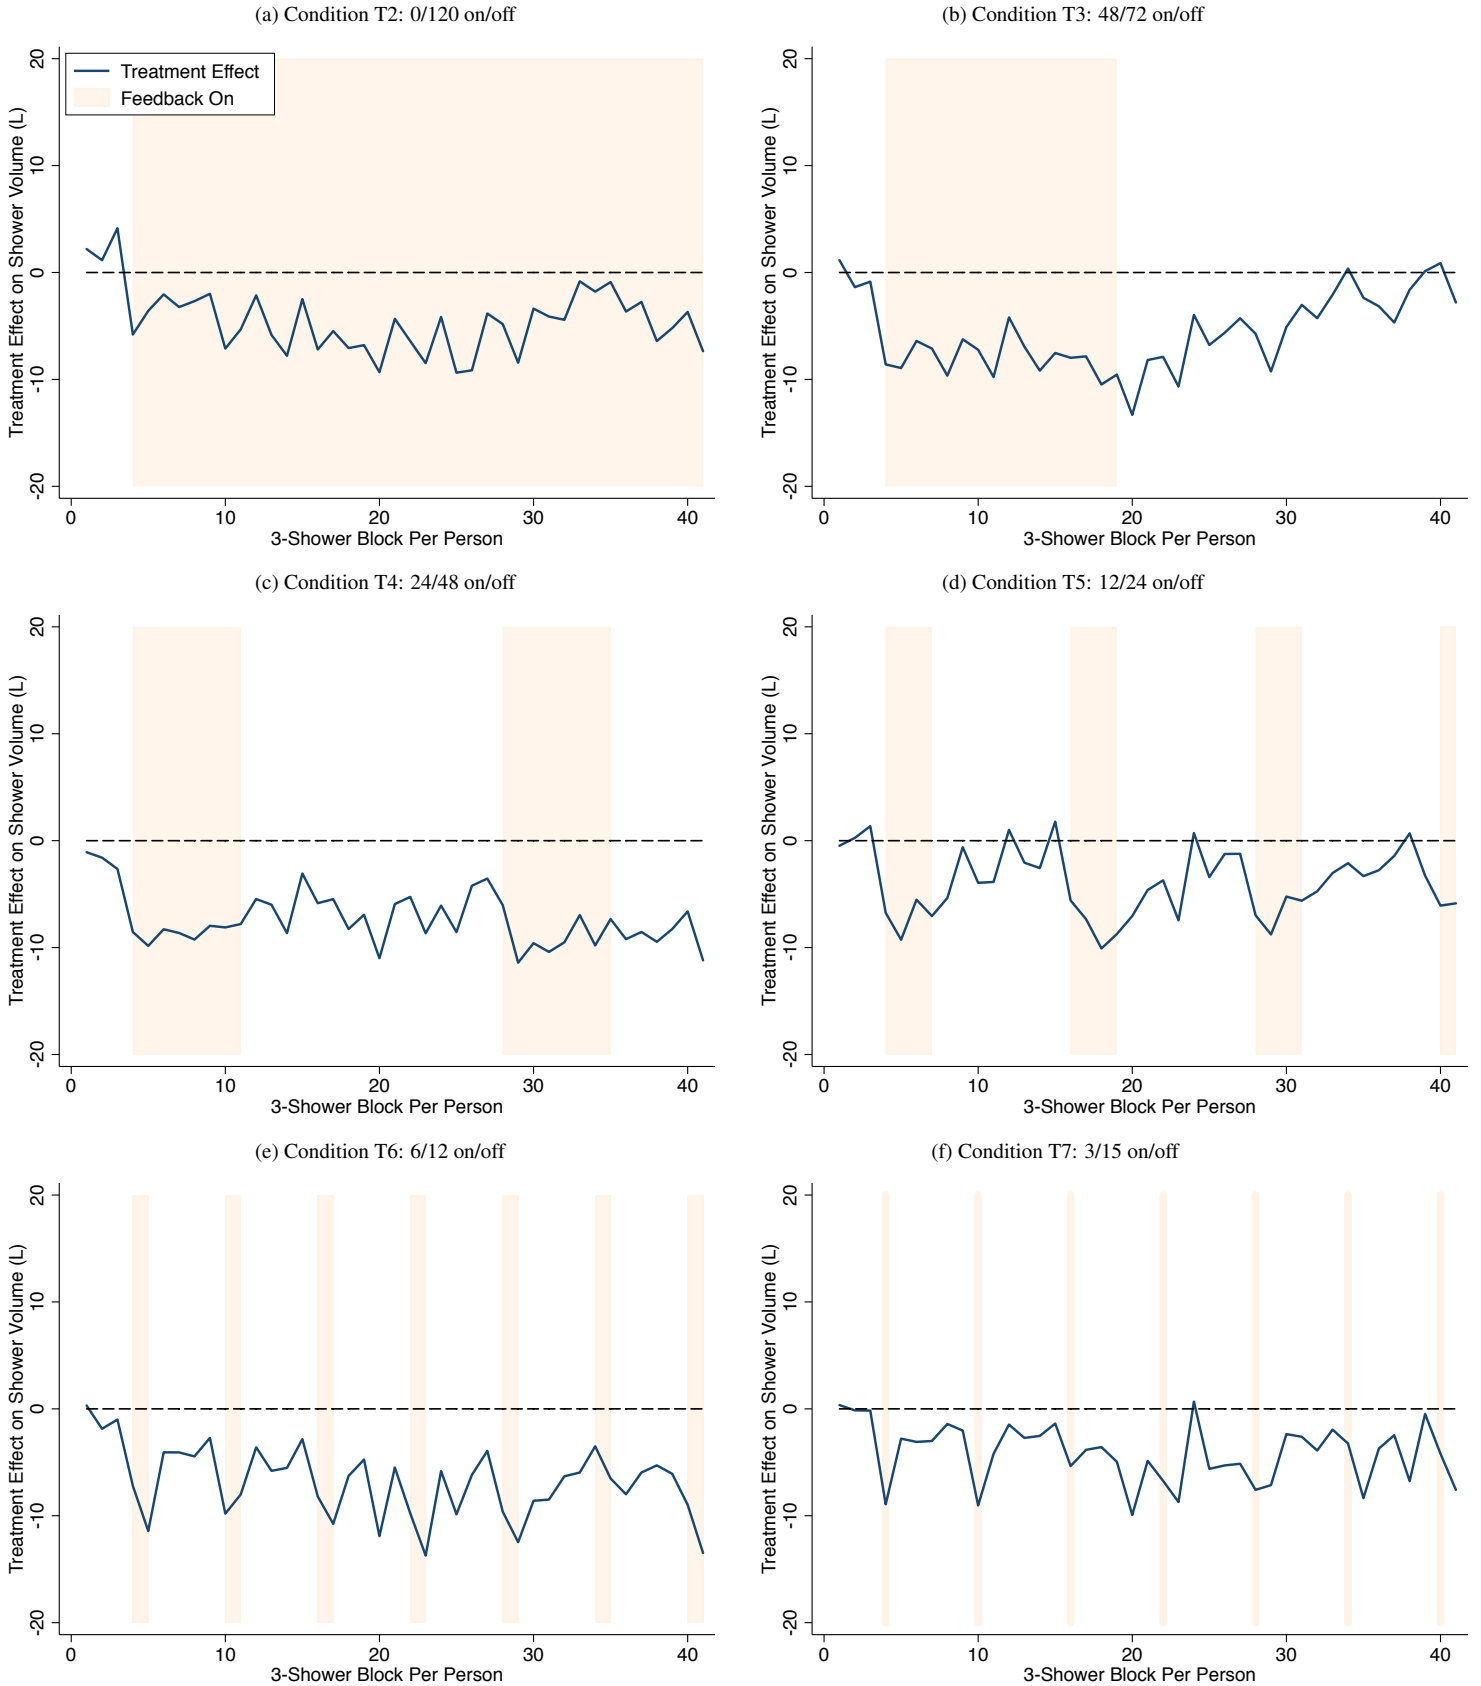 (a) Condition T2: 0/120 on/off
Treatment Effect on Shower Volume (L)
20
10
0
-10
-20
Treatment Effect
Feedback On
0 10 20 30 40
3-Shower Block Per Person
(b) Condition T3: 48/72 on/off
Treatment Effect on Shower Volume (L)
20
10
0
-10
-20
0 10 20 30 40
3-Shower Block Per Person
(c) Condition T4: 24/48 on/off
Treatment Effect on Shower Volume (L)
20
10
0
-10
-20
0 10 20 30 40
3-Shower Block Per Person
(d) Condition T5: 12/24 on/off
Treatment Effect on Shower Volume (L)
20
10
0
-10
-20
0 10 20 30 40
3-Shower Block Per Person
(e) Condition T6: 6/12 on/off
Treatment Effect on Shower Volume (L)
20
10
0
-10
-20
0 10 20 30 40
3-Shower Block Per Person
(f) Condition T7: 3/15 on/off
Treatment Effect on Shower Volume (L)
20
10
0
-10
-20
0 10 20 30 40
3-Shower Block Per Person